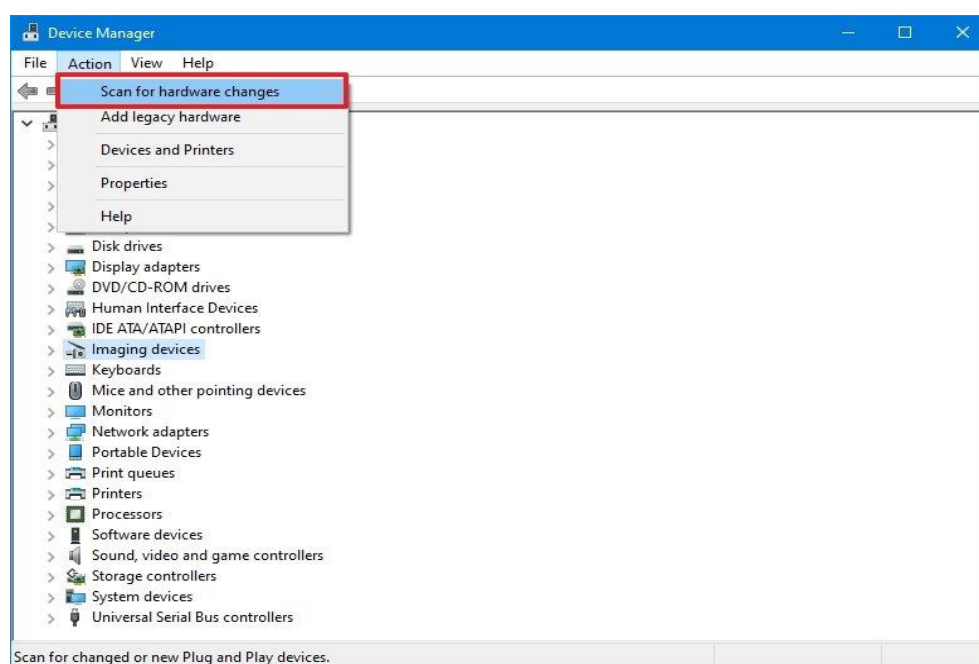 Device Manager
File Action View Help
Scan for hardware changes
Add legacy hardware
Devices and Printers
Properties
Help
Disk drives
Display adapters
DVD/CD-ROM drives
Human Interface Devices
IDE ATA/ATAPI controllers
Imaging devices
Keyboards
Mice and other pointing devices
Monitors
Network adapters
Portable Devices
Print queues
Printers
Processors
Software devices
Sound, video and game controllers
Storage controllers
System devices
Universal Serial Bus controllers
Scan for changed or new Plug and Play devices.